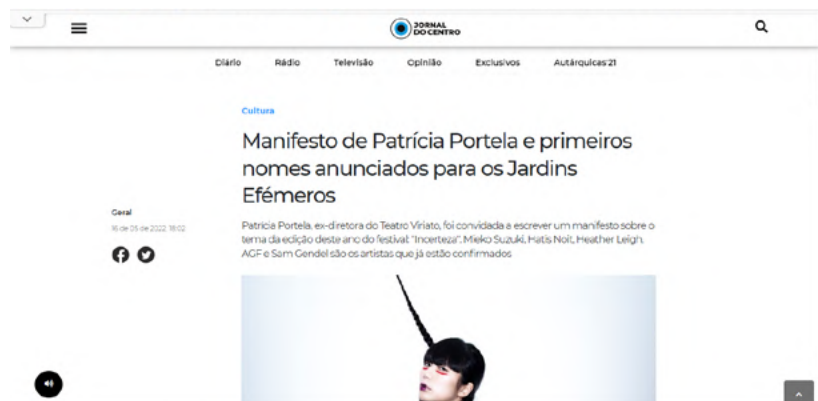 JORNAL
DO CENTRO
Diário Rádio Televisão Opinião Exclusivos Autárquicas'21
Cultura
Manifesto de Patrícia Portela e primeiros
nomes anunciados para os Jardins
Efémeros
Geral
16 de 05 de 2022, 18:02
Patrícia Portela, ex-diretora do Teatro Viriato, foi convidada a escrever um manifesto sobre o
tema da edição deste ano do festival: "Incerteza". Mieko Suzuki, Hatis Noit, Heather Leigh,
AGF e Sam Gendel são os artistas que já estão confirmados